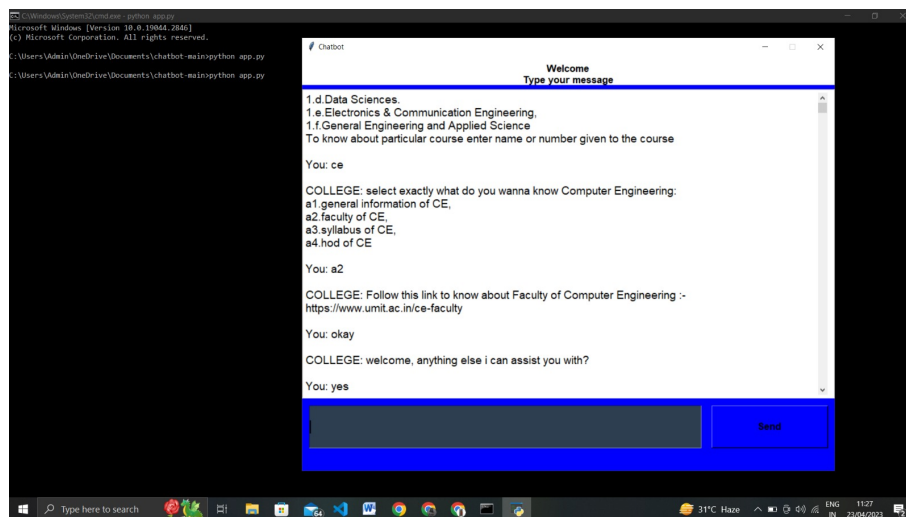 C:\Windows\System32\cmd.exe - python app.py
Microsoft Windows [Version 10.0.19044.2846]
(c) Microsoft Corporation. All rights reserved.
C:\Users\Admin\OneDrive\Documents\chatbot-main>python app.py
C:\Users\Admin\OneDrive\Documents\chatbot-main>python app.py
Chatbot
Welcome
Type your message
1.d.Data Sciences.
1.e.Electronics & Communication Engineering,
1.f.General Engineering and Applied Science
To know about particular course enter name or number given to the course
You: ce
COLLEGE: select exactly what do you wanna know Computer Engineering:
a1.general information of CE,
a2.faculty of CE,
a3.syllabus of CE,
a4.hod of CE
You: a2
COLLEGE: Follow this link to know about Faculty of Computer Engineering :-
https://www.umit.ac.in/ce-faculty
You: okay
COLLEGE: welcome, anything else i can assist you with?
You: yes
Send
Type here to search
64
31°C Haze
ENG
IN
11:27
23/04/2023
2